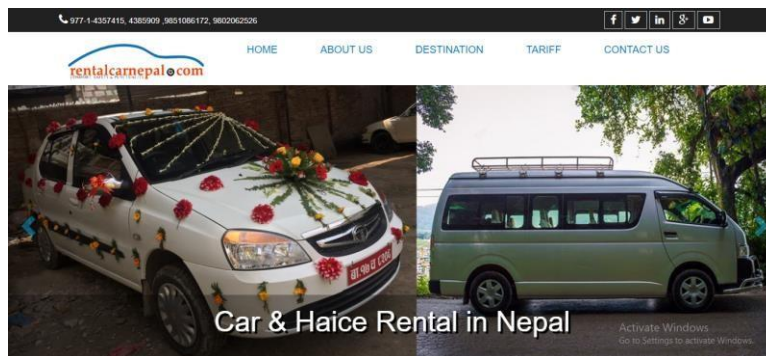 977-1-4357415, 4385909 ,9851086172, 9802062526
rentalcarnepal.com
HOME ABOUT US DESTINATION TARIFF CONTACT US
Car & Haice Rental in Nepal
Activate Windows
Go to Settings to activate Windows.